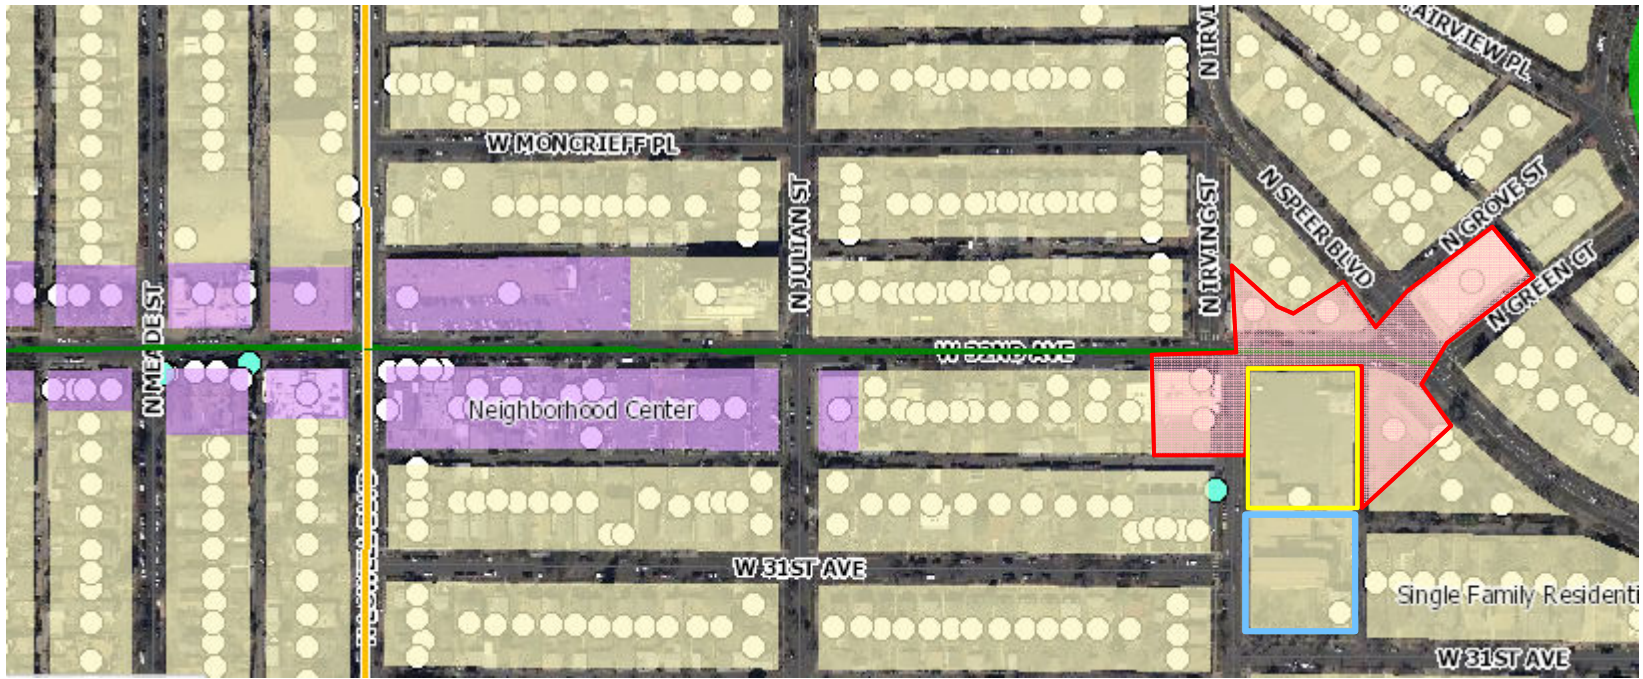 N IRVI
FAIRVIEW PL
W MONCRIEFF PL
N JULIAN ST
N IRVING ST
N SPEER BLVD
N GROVE ST
N GREEN CT
N MEADE ST
W 32ND AVE
Neighborhood Center
W 31ST AVE
Single Family Residenti
W 31ST AVE